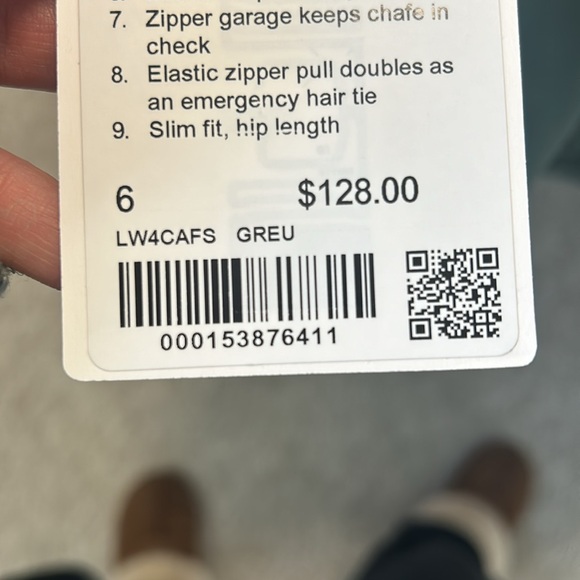 7. Zipper garage keeps chafe in
check
8. Elastic zipper pull doubles as
an emergency hair tie
9. Slim fit, hip length
6 $128.00
LW4CAFS GREU
000153876411